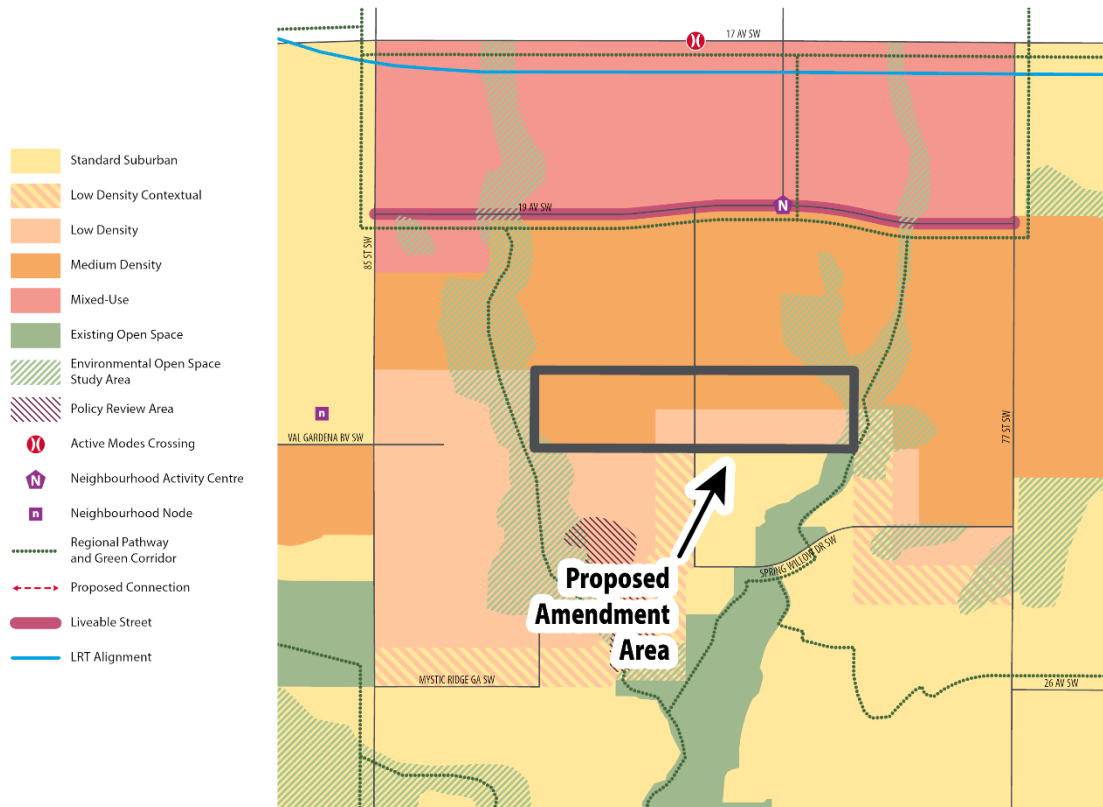 Standard Suburban
Low Density Contextual
Low Density
Medium Density
Mixed-Use
Existing Open Space
Environmental Open Space
Study Area
Policy Review Area
Active Modes Crossing
N
Neighbourhood Activity Centre
n
Neighbourhood Node
Regional Pathway
and Green Corridor
Proposed Connection
Liveable Street
LRT Alignment
17 AV SW
N
19 AV SW
85 ST SW
n
VAL GARDENA BV SW
77 ST SW
SPRING WILLOW DR SW
Proposed
Amendment
Area
MYSTIC RIDGE GA SW
26 AV SW